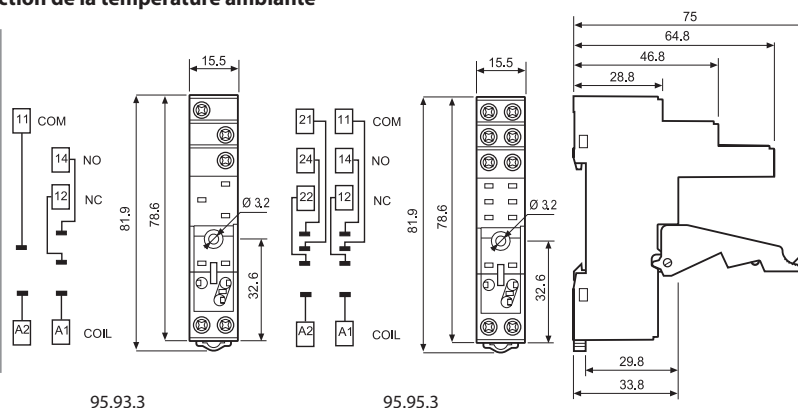 ction de la température ambiante
75
64.8
46.8
28.8
15.5
11 COM
14 NO
12 NC
A2 A1 COIL
81.9
78.6
Ø 3,2
32.6
95.93.3
15.5
21 11 COM
24 14 NO
22 12 NC
A2 A1 COIL
81.9
78.6
Ø 3,2
32.6
95.95.3
29.8
33.8